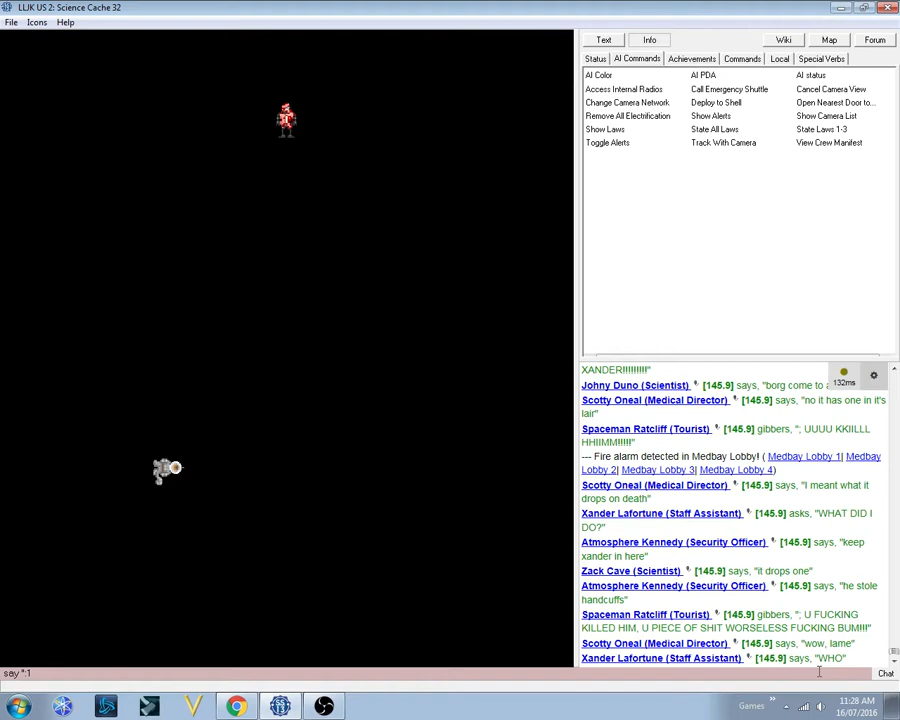 LLJK US 2: Science Cache 32
File Icons Help
Text Info Wiki Map Forum
Status AI Commands Achievements Commands Local Special Verbs
AI Color AI PDA AI status
Access Internal Radios Call Emergency Shuttle Cancel Camera View
Change Camera Network Deploy to Shell Open Nearest Door to...
Remove All Electrification Show Alerts Show Camera List
Show Laws State All Laws State Laws 1-3
Toggle Alerts Track With Camera View Crew Manifest
XANDER!!!!!!!!!"
Johny Duno (Scientist) [145.9] says, "borg come to
132ms
Scotty Oneal (Medical Director) [145.9] says, "no it has one in it's
lair"
Spaceman Ratcliff (Tourist) [145.9] gibbers, "; UUUU KKIILLL
HHIIMM!!!!!"
--- Fire alarm detected in Medbay Lobby! ( Medbay Lobby 1| Medbay
Lobby 2| Medbay Lobby 3| Medbay Lobby 4)
Scotty Oneal (Medical Director) [145.9] says, "I meant what it
drops on death"
Xander Lafortune (Staff Assistant) [145.9] asks, "WHAT DID I
DO?"
Atmosphere Kennedy (Security Officer) [145.9] says, "keep
xander in here"
Zack Cave (Scientist) [145.9] says, "it drops one"
Atmosphere Kennedy (Security Officer) [145.9] says, "he stole
handcuffs"
Spaceman Ratcliff (Tourist) [145.9] gibbers, "; U FUCKING
KILLED HIM, U PIECE OF SHIT WORSELESS FUCKING BUM!!!"
Scotty Oneal (Medical Director) [145.9] says, "wow, lame"
Xander Lafortune (Staff Assistant) [145.9] says, "WHO"
say ":1
Chat
Games
11:28 AM
16/07/2016